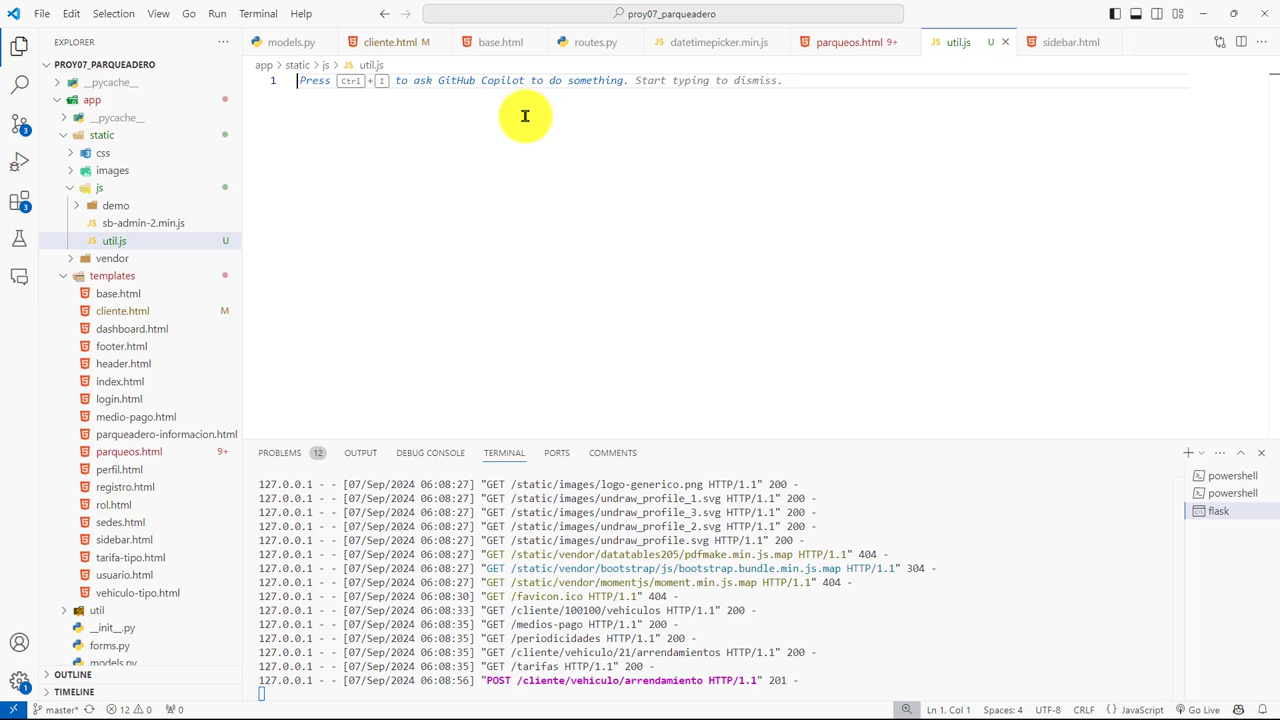 File Edit Selection View Go Run Terminal Help
proy07_parqueadero
EXPLORER
models.py
cliente.html M
base.html
routes.py
datetimepicker.min.js
parqueos.html 9+
util.js U
sidebar.html
app > static > js > util.js
1 Press Ctrl + I to ask GitHub Copilot to do something. Start typing to dismiss.
PROY07_PARQUEADERO
__pycache__
app
__pycache__
static
css
images
js
demo
sb-admin-2.min.js
util.js U
vendor
templates
base.html
cliente.html M
dashboard.html
footer.html
header.html
index.html
login.html
medio-pago.html
parqueadero-informacion.html
parqueos.html 9+
perfil.html
registro.html
rol.html
sedes.html
sidebar.html
tarifa-tipo.html
usuario.html
vehiculo-tipo.html
util
__init__.py
forms.py
models.py
OUTLINE
TIMELINE
3
3
1
PROBLEMS 12 OUTPUT DEBUG CONSOLE TERMINAL PORTS COMMENTS
127.0.0.1 - - [07/Sep/2024 06:08:27] "GET /static/images/logo-generico.png HTTP/1.1" 200 -
127.0.0.1 - - [07/Sep/2024 06:08:27] "GET /static/images/undraw_profile_1.svg HTTP/1.1" 200 -
127.0.0.1 - - [07/Sep/2024 06:08:27] "GET /static/images/undraw_profile_3.svg HTTP/1.1" 200 -
127.0.0.1 - - [07/Sep/2024 06:08:27] "GET /static/images/undraw_profile_2.svg HTTP/1.1" 200 -
127.0.0.1 - - [07/Sep/2024 06:08:27] "GET /static/images/undraw_profile.svg HTTP/1.1" 200 -
127.0.0.1 - - [07/Sep/2024 06:08:27] "GET /static/vendor/datatables205/pdfmake.min.js.map HTTP/1.1" 404 -
127.0.0.1 - - [07/Sep/2024 06:08:27] "GET /static/vendor/bootstrap/js/bootstrap.bundle.min.js.map HTTP/1.1" 304 -
127.0.0.1 - - [07/Sep/2024 06:08:27] "GET /static/vendor/momentjs/moment.min.js.map HTTP/1.1" 404 -
127.0.0.1 - - [07/Sep/2024 06:08:30] "GET /favicon.ico HTTP/1.1" 404 -
127.0.0.1 - - [07/Sep/2024 06:08:33] "GET /cliente/100100/vehiculos HTTP/1.1" 200 -
127.0.0.1 - - [07/Sep/2024 06:08:35] "GET /medios-pago HTTP/1.1" 200 -
127.0.0.1 - - [07/Sep/2024 06:08:35] "GET /periodicidades HTTP/1.1" 200 -
127.0.0.1 - - [07/Sep/2024 06:08:35] "GET /cliente/vehiculo/21/arrendamientos HTTP/1.1" 200 -
127.0.0.1 - - [07/Sep/2024 06:08:35] "GET /tarifas HTTP/1.1" 200 -
127.0.0.1 - - [07/Sep/2024 06:08:56] "POST /cliente/vehiculo/arrendamiento HTTP/1.1" 201 -
powershell
powershell
flask
master* 12 0 0
Ln 1, Col 1 Spaces: 4 UTF-8 CRLF { } JavaScript Go Live